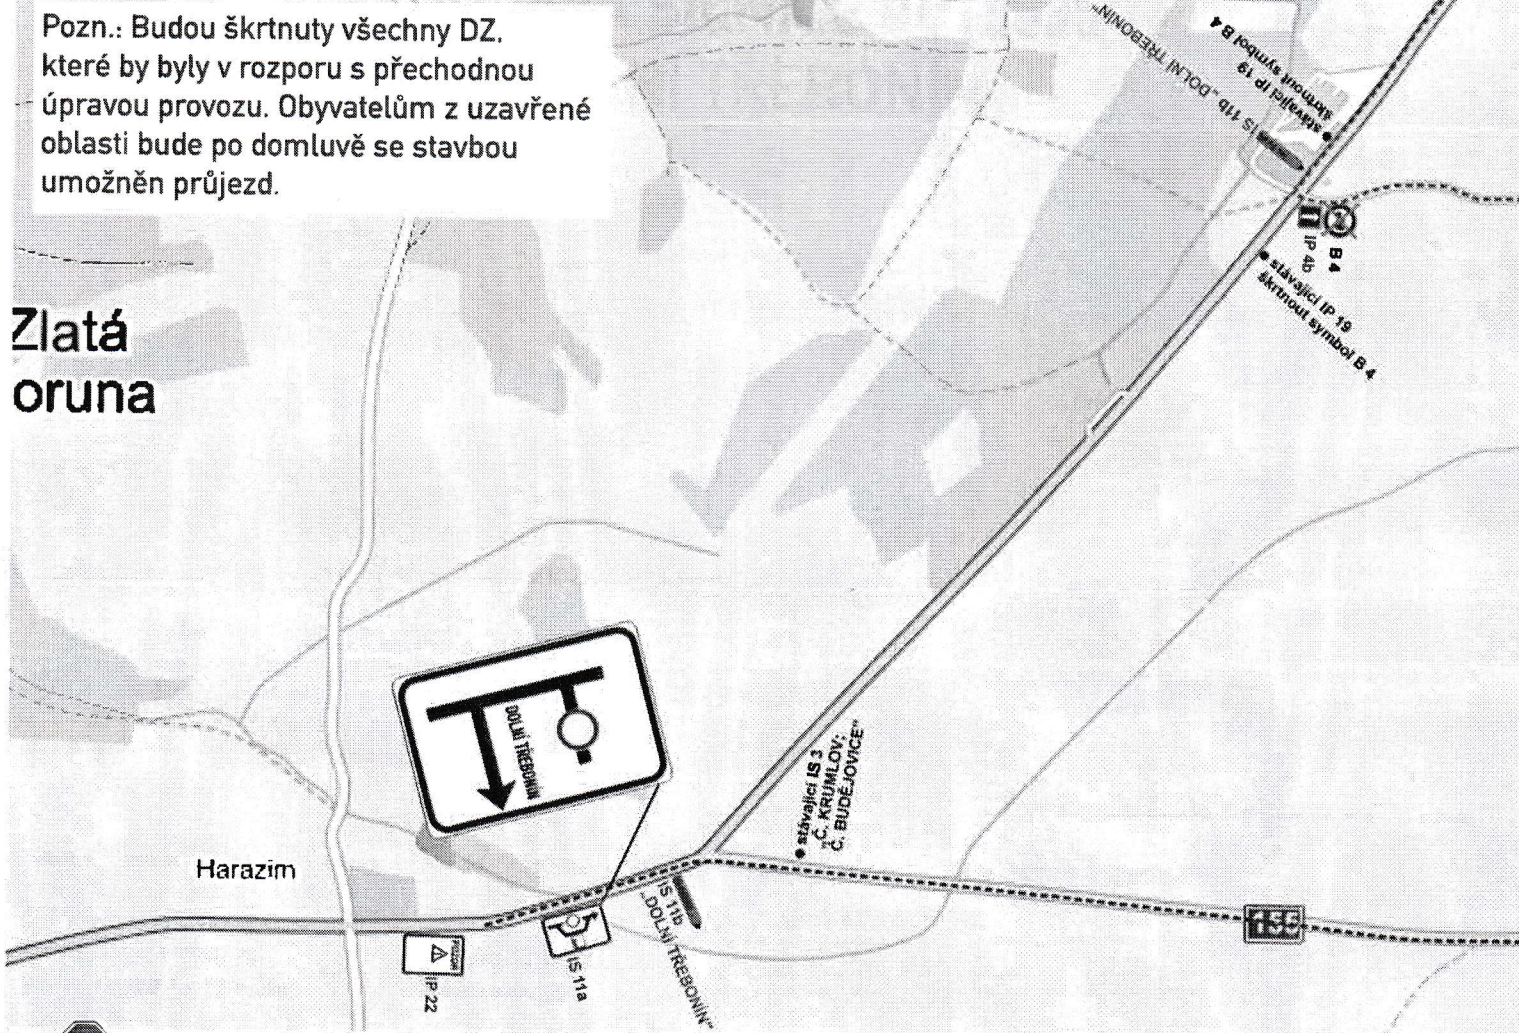 Pozn.: Budou škrtnuty všechny DZ,
které by byly v rozporu s přechodnou
úpravou provozu. Obyvatelům z uzavřené
oblasti bude po domluvě se stavbou
umožněn průjezd.
IS 11b „DOLNÍ TŘEBONÍN“
stávající IP 19
škrtnout symbol B 4
IP 4b
B 4
stávající IP 19
škrtnout symbol B 4
Zlatá
oruna
DOLNÍ TŘEBONÍN
stávající IS 3
„Č. KRUMLOV;
Č. BUDĚJOVICE“
Harazim
POZOR
IP 22
IS 11a
IS 11b
„DOLNÍ TŘEBONÍN“
155